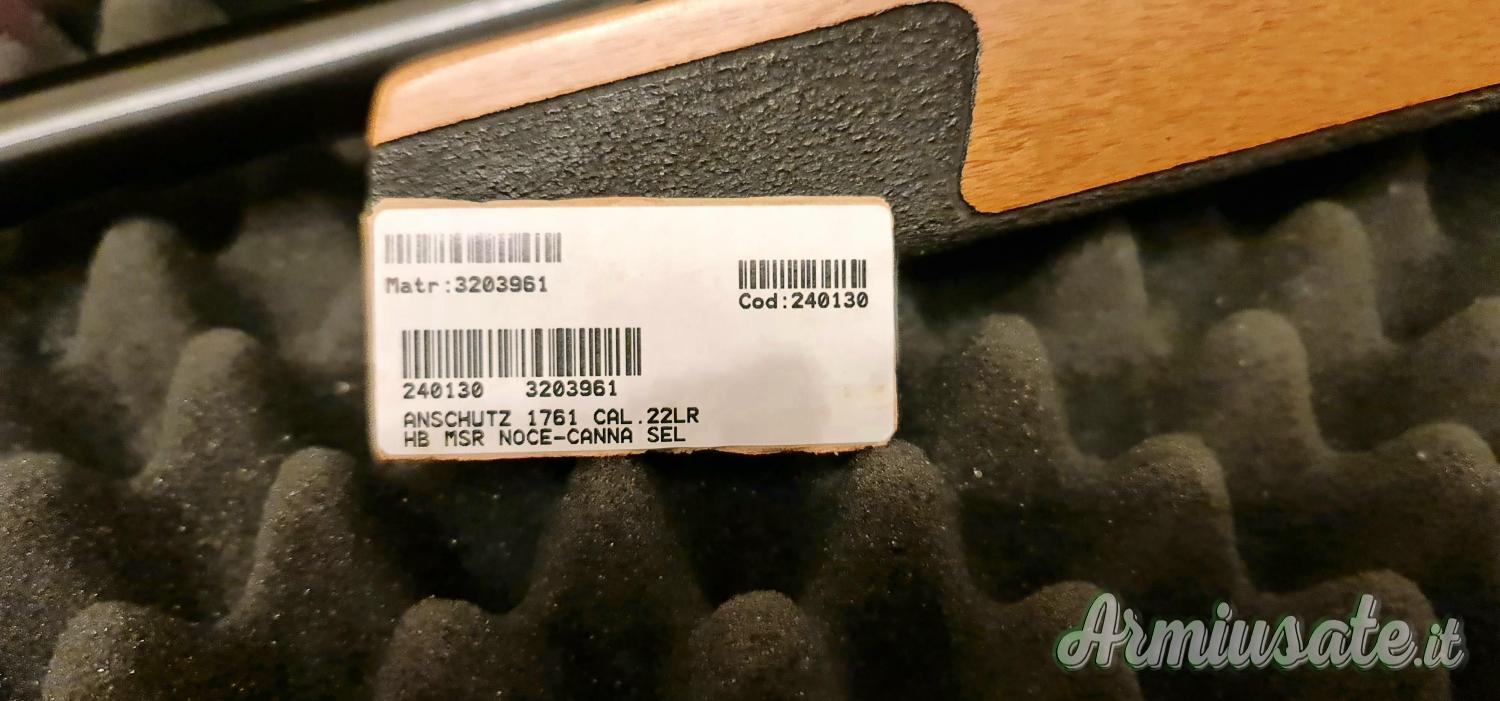 Matr:3203961
Cod:240130
240130 3203961
ANSCHUTZ 1761 CAL.22LR
HB MSR NOCE-CANNA SEL
Armiusate.it